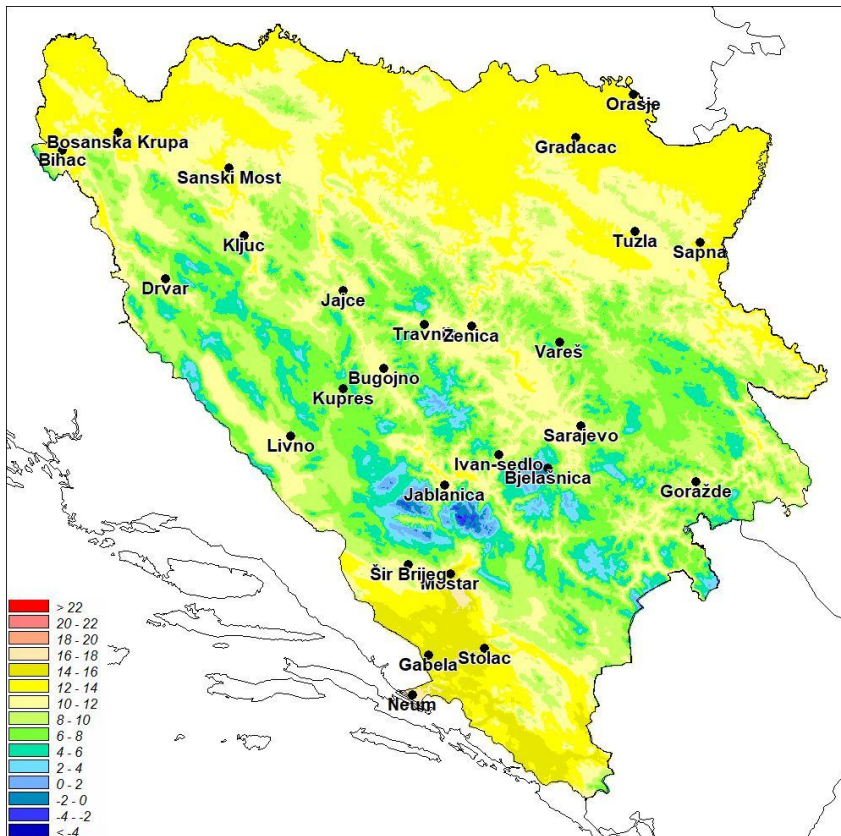 Orašje
Bosanska Krupa
Bihac
Gradacac
Sanski Most
Kljuc
Tuzla
Sapna
Drvar
Jajce
Travnik
Zenica
Vareš
Bugojno
Kupres
Livno
Sarajevo
Ivan-sedlo
Bjelašnica
Jablanica
Goražde
Šir Brijeg
Mostar
Gabela
Stolac
Neum
> 22
20 - 22
18 - 20
16 - 18
14 - 16
12 - 14
10 - 12
8 - 10
6 - 8
4 - 6
2 - 4
0 - 2
-2 - 0
-4 - -2
< -4